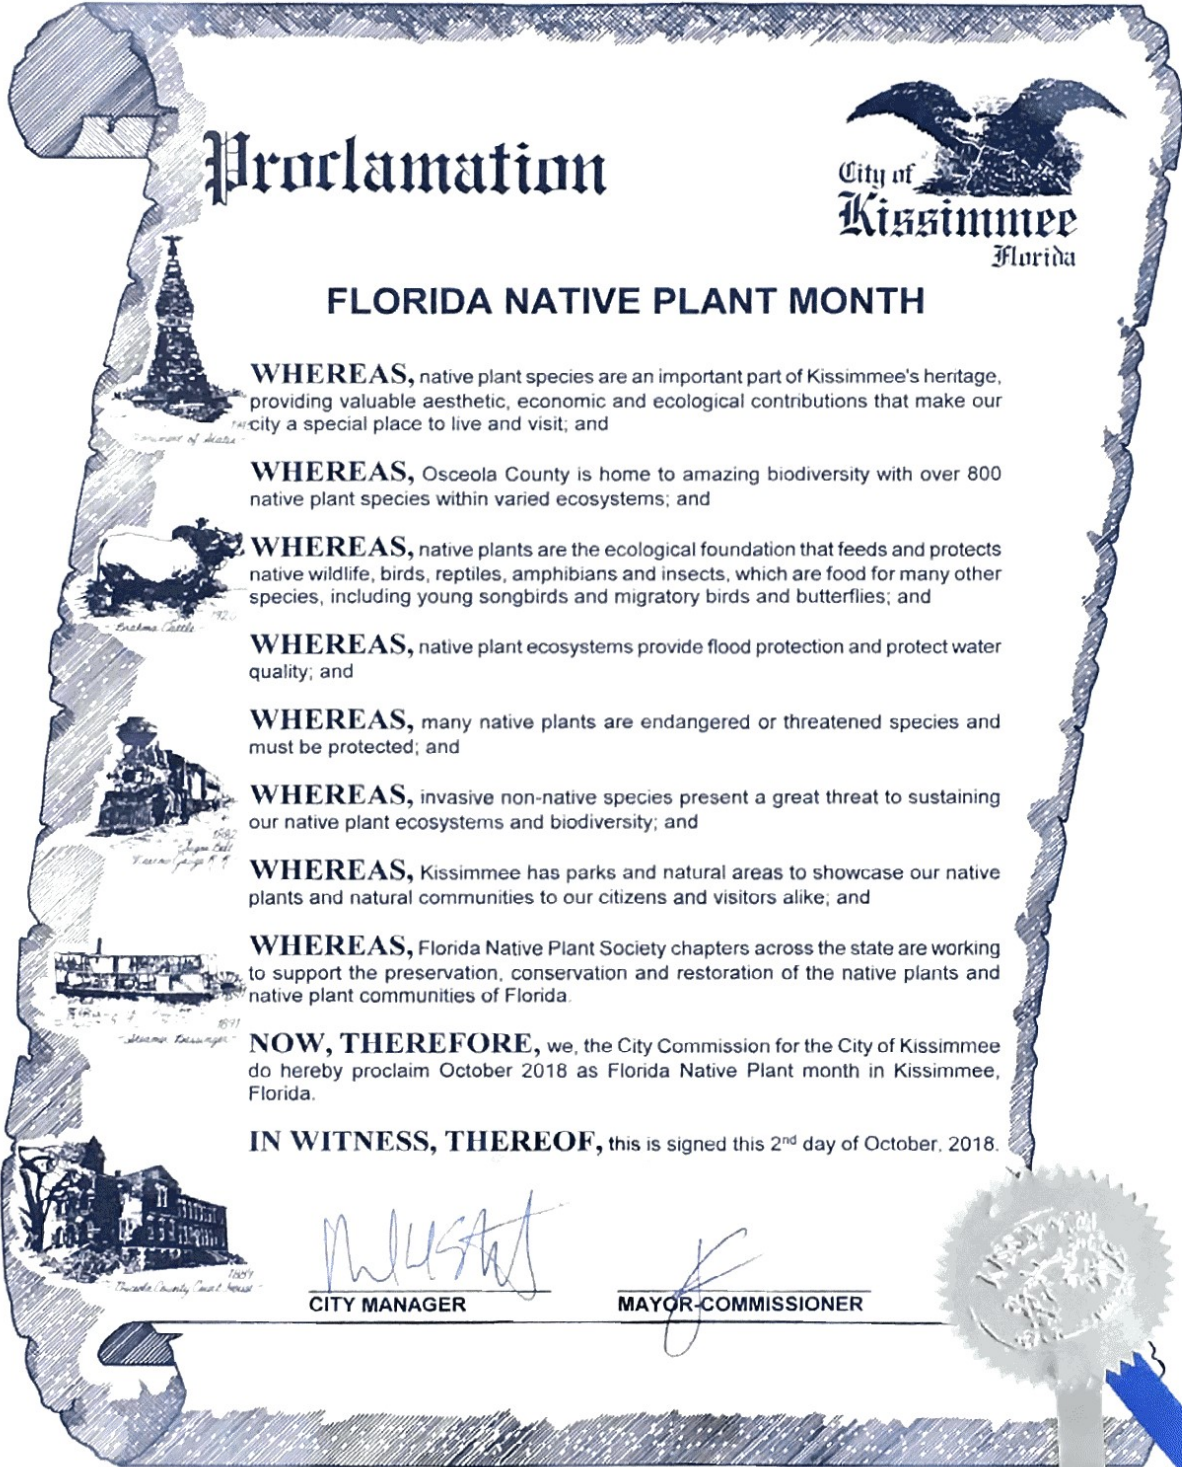 Proclamation
City of
Kissimmee
Florida
FLORIDA NATIVE PLANT MONTH
WHEREAS, native plant species are an important part of Kissimmee's heritage,
providing valuable aesthetic, economic and ecological contributions that make our
city a special place to live and visit; and
Monument of States
WHEREAS, Osceola County is home to amazing biodiversity with over 800
native plant species within varied ecosystems; and
WHEREAS, native plants are the ecological foundation that feeds and protects
native wildlife, birds, reptiles, amphibians and insects, which are food for many other
species, including young songbirds and migratory birds and butterflies; and
Brahma Cattle
WHEREAS, native plant ecosystems provide flood protection and protect water
quality; and
WHEREAS, many native plants are endangered or threatened species and
must be protected; and
WHEREAS, invasive non-native species present a great threat to sustaining
our native plant ecosystems and biodiversity; and
1882
WHEREAS, Kissimmee has parks and natural areas to showcase our native
plants and natural communities to our citizens and visitors alike; and
WHEREAS, Florida Native Plant Society chapters across the state are working
to support the preservation, conservation and restoration of the native plants and
native plant communities of Florida.
1891
NOW, THEREFORE, we, the City Commission for the City of Kissimmee
do hereby proclaim October 2018 as Florida Native Plant month in Kissimmee,
Florida.
IN WITNESS, THEREOF, this is signed this 2nd day of October, 2018.
1889
Osceola County Court house
CITY MANAGER
MAYOR-COMMISSIONER